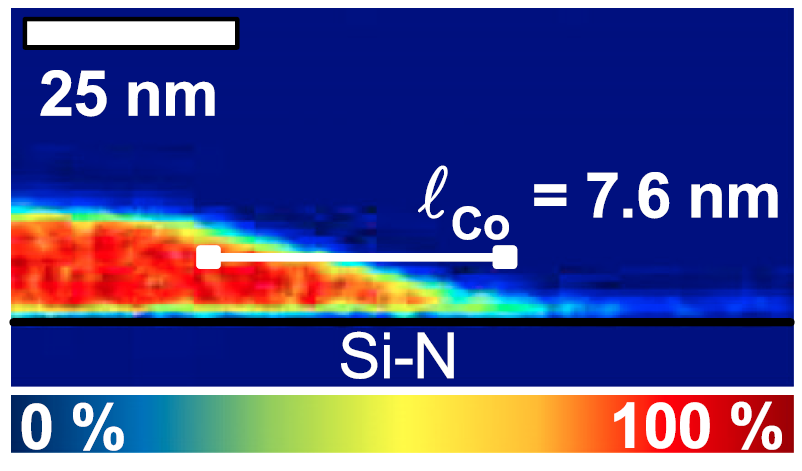 25 nm
ℓCo = 7.6 nm
Si-N
0 % 100 %